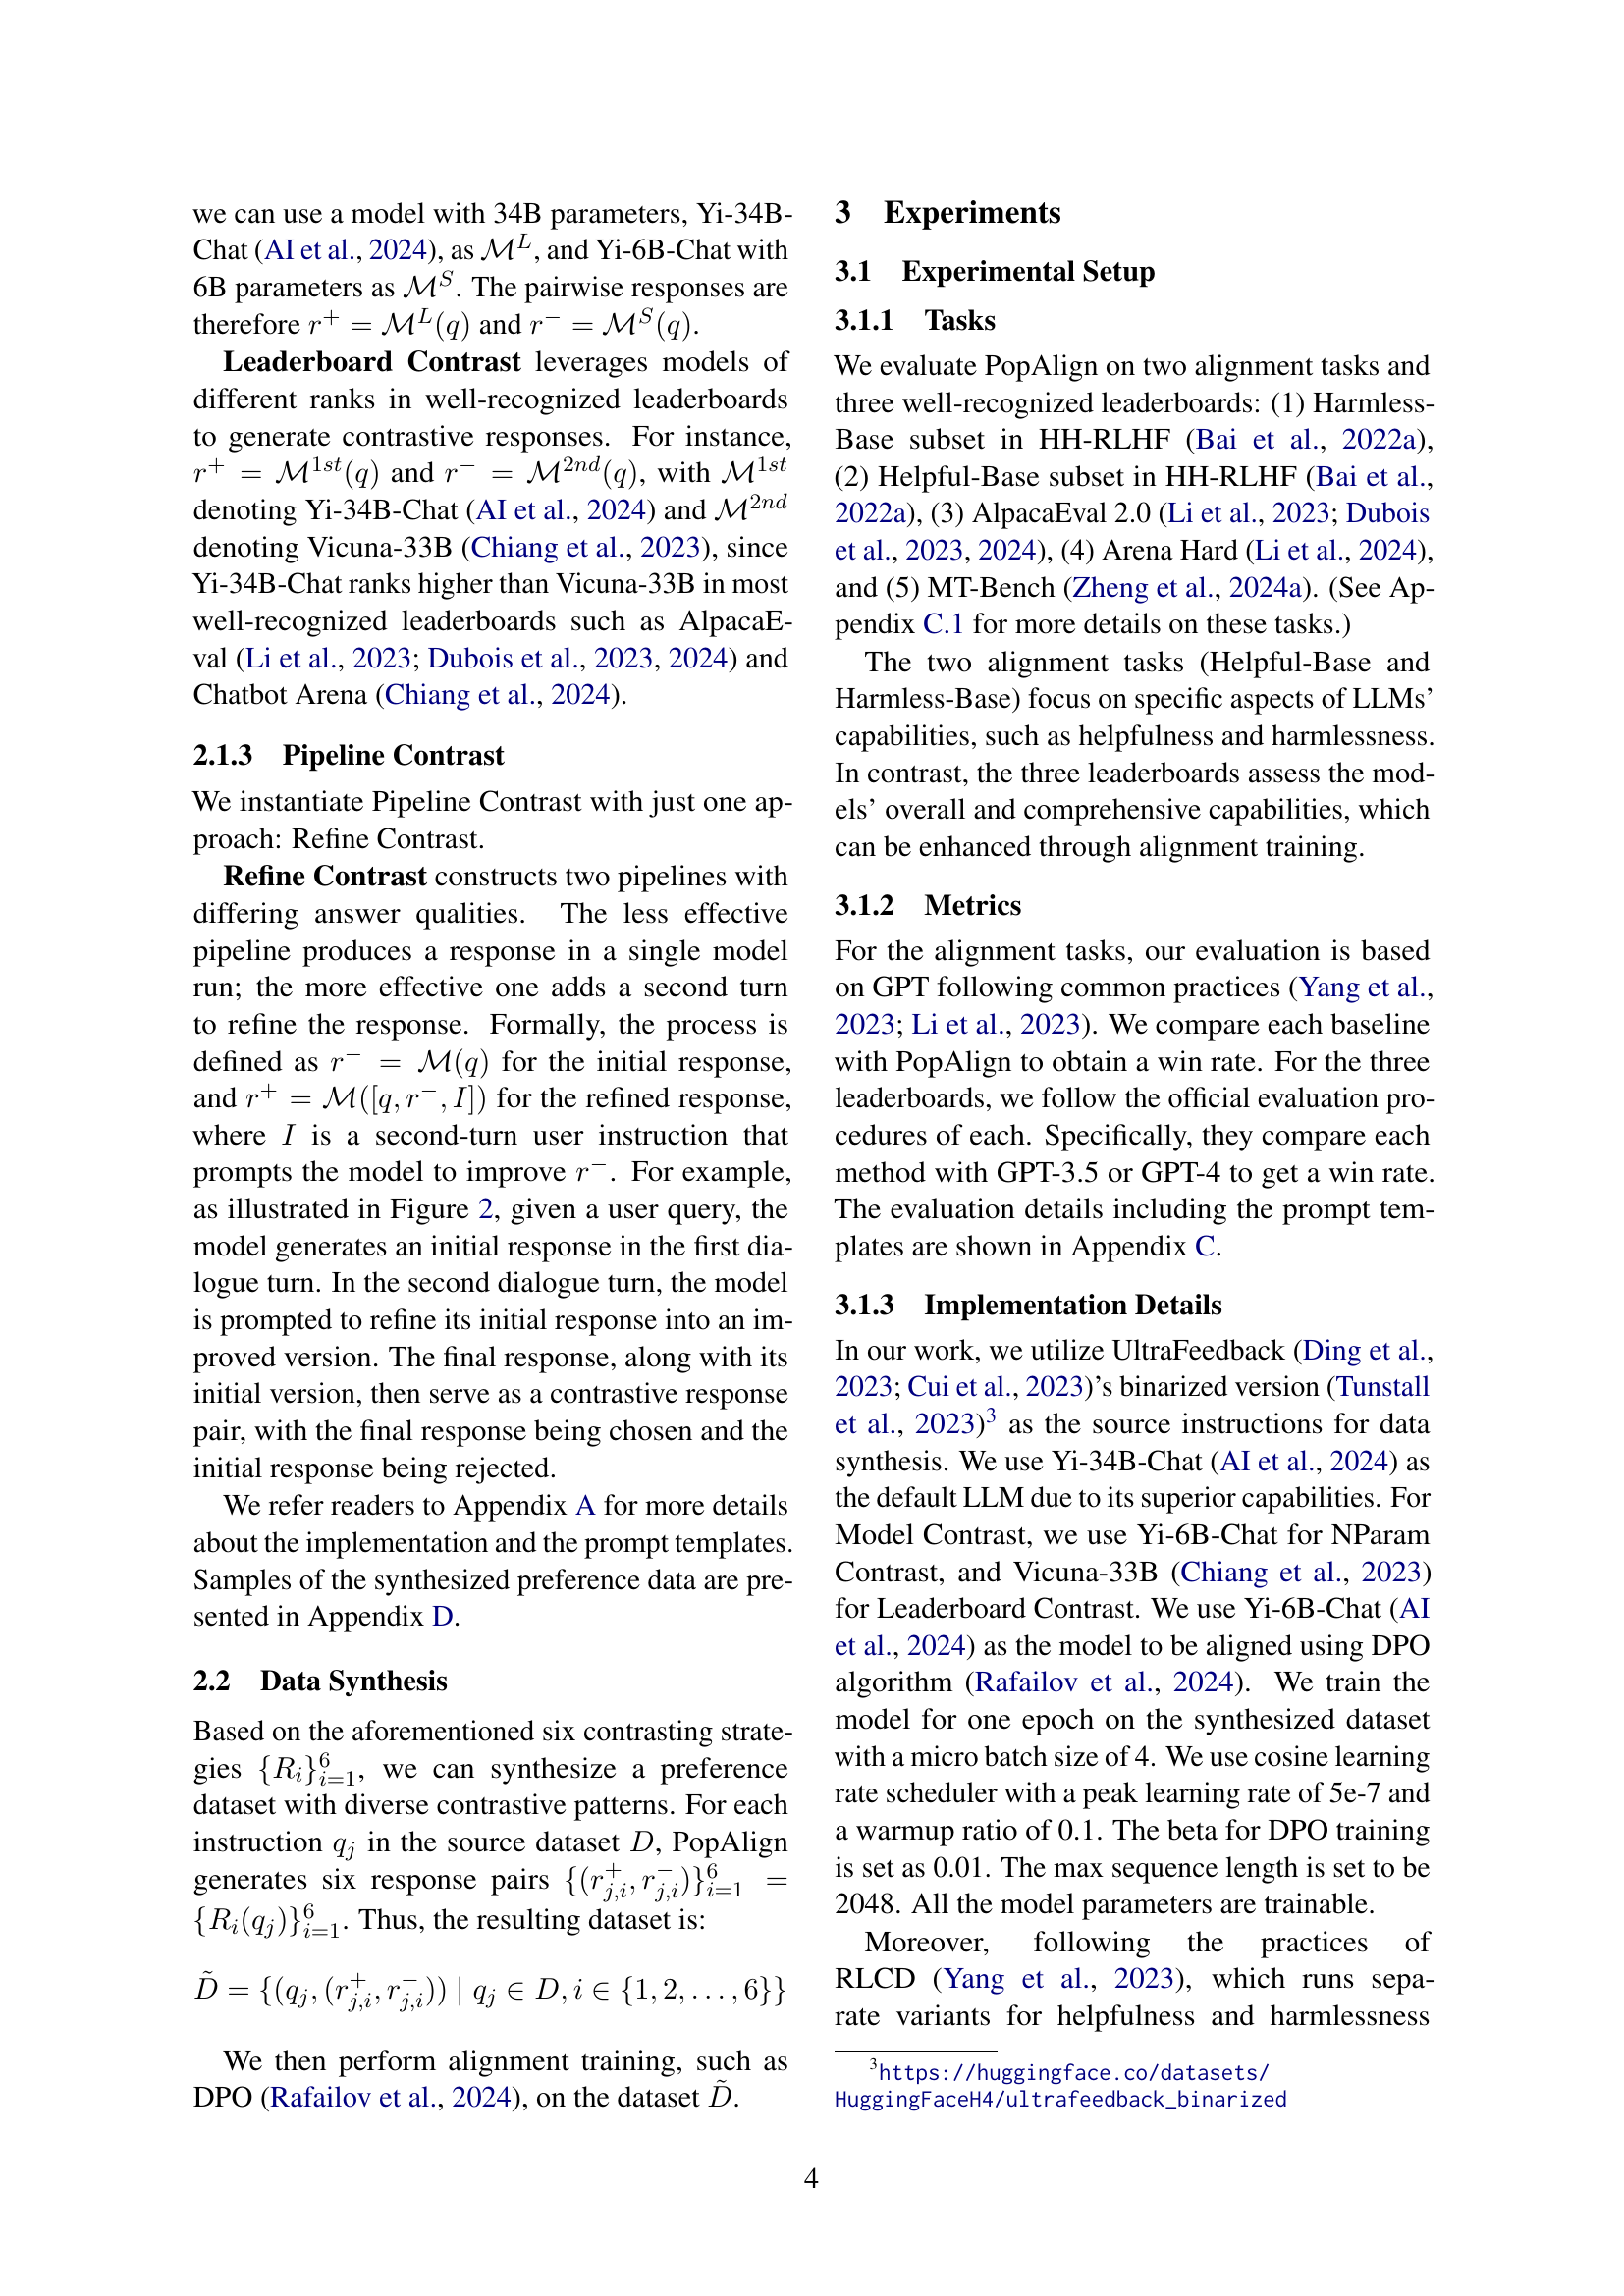 we can use a model with 34B parameters, Yi-34B-
Chat (AI et al., 2024), as $\mathcal{M}^L$, and Yi-6B-Chat with
6B parameters as $\mathcal{M}^S$. The pairwise responses are
therefore $r^+ = \mathcal{M}^L(q)$ and $r^- = \mathcal{M}^S(q)$.
Leaderboard Contrast leverages models of
different ranks in well-recognized leaderboards
to generate contrastive responses. For instance,
$r^+ = \mathcal{M}^{1st}(q)$ and $r^- = \mathcal{M}^{2nd}(q)$, with $\mathcal{M}^{1st}$
denoting Yi-34B-Chat (AI et al., 2024) and $\mathcal{M}^{2nd}$
denoting Vicuna-33B (Chiang et al., 2023), since
Yi-34B-Chat ranks higher than Vicuna-33B in most
well-recognized leaderboards such as AlpacaE-
val (Li et al., 2023; Dubois et al., 2023, 2024) and
Chatbot Arena (Chiang et al., 2024).
2.1.3 Pipeline Contrast
We instantiate Pipeline Contrast with just one ap-
proach: Refine Contrast.
Refine Contrast constructs two pipelines with
differing answer qualities. The less effective
pipeline produces a response in a single model
run; the more effective one adds a second turn
to refine the response. Formally, the process is
defined as $r^- = \mathcal{M}(q)$ for the initial response,
and $r^+ = \mathcal{M}([q, r^-, I])$ for the refined response,
where $I$ is a second-turn user instruction that
prompts the model to improve $r^-$. For example,
as illustrated in Figure 2, given a user query, the
model generates an initial response in the first dia-
logue turn. In the second dialogue turn, the model
is prompted to refine its initial response into an im-
proved version. The final response, along with its
initial version, then serve as a contrastive response
pair, with the final response being chosen and the
initial response being rejected.
We refer readers to Appendix A for more details
about the implementation and the prompt templates.
Samples of the synthesized preference data are pre-
sented in Appendix D.
2.2 Data Synthesis
Based on the aforementioned six contrasting strate-
gies $\{R_i\}_{i=1}^6$, we can synthesize a preference
dataset with diverse contrastive patterns. For each
instruction $q_j$ in the source dataset $D$, PopAlign
generates six response pairs $\{(r_{j,i}^+, r_{j,i}^-)\}_{i=1}^6 =$
$\{R_i(q_j)\}_{i=1}^6$. Thus, the resulting dataset is:
$\tilde{D} = \{(q_j, (r_{j,i}^+, r_{j,i}^-)) \mid q_j \in D, i \in \{1, 2, \ldots, 6\}\}$
We then perform alignment training, such as
DPO (Rafailov et al., 2024), on the dataset $\tilde{D}$.
3 Experiments
3.1 Experimental Setup
3.1.1 Tasks
We evaluate PopAlign on two alignment tasks and
three well-recognized leaderboards: (1) Harmless-
Base subset in HH-RLHF (Bai et al., 2022a),
(2) Helpful-Base subset in HH-RLHF (Bai et al.,
2022a), (3) AlpacaEval 2.0 (Li et al., 2023; Dubois
et al., 2023, 2024), (4) Arena Hard (Li et al., 2024),
and (5) MT-Bench (Zheng et al., 2024a). (See Ap-
pendix C.1 for more details on these tasks.)
The two alignment tasks (Helpful-Base and
Harmless-Base) focus on specific aspects of LLMs'
capabilities, such as helpfulness and harmlessness.
In contrast, the three leaderboards assess the mod-
els' overall and comprehensive capabilities, which
can be enhanced through alignment training.
3.1.2 Metrics
For the alignment tasks, our evaluation is based
on GPT following common practices (Yang et al.,
2023; Li et al., 2023). We compare each baseline
with PopAlign to obtain a win rate. For the three
leaderboards, we follow the official evaluation pro-
cedures of each. Specifically, they compare each
method with GPT-3.5 or GPT-4 to get a win rate.
The evaluation details including the prompt tem-
plates are shown in Appendix C.
3.1.3 Implementation Details
In our work, we utilize UltraFeedback (Ding et al.,
2023; Cui et al., 2023)'s binarized version (Tunstall
et al., 2023)$^3$ as the source instructions for data
synthesis. We use Yi-34B-Chat (AI et al., 2024) as
the default LLM due to its superior capabilities. For
Model Contrast, we use Yi-6B-Chat for NParam
Contrast, and Vicuna-33B (Chiang et al., 2023)
for Leaderboard Contrast. We use Yi-6B-Chat (AI
et al., 2024) as the model to be aligned using DPO
algorithm (Rafailov et al., 2024). We train the
model for one epoch on the synthesized dataset
with a micro batch size of 4. We use cosine learning
rate scheduler with a peak learning rate of 5e-7 and
a warmup ratio of 0.1. The beta for DPO training
is set as 0.01. The max sequence length is set to be
2048. All the model parameters are trainable.
Moreover, following the practices of
RLCD (Yang et al., 2023), which runs sepa-
rate variants for helpfulness and harmlessness
$^3$https://huggingface.co/datasets/
HuggingFaceH4/ultrafeedback_binarized
4